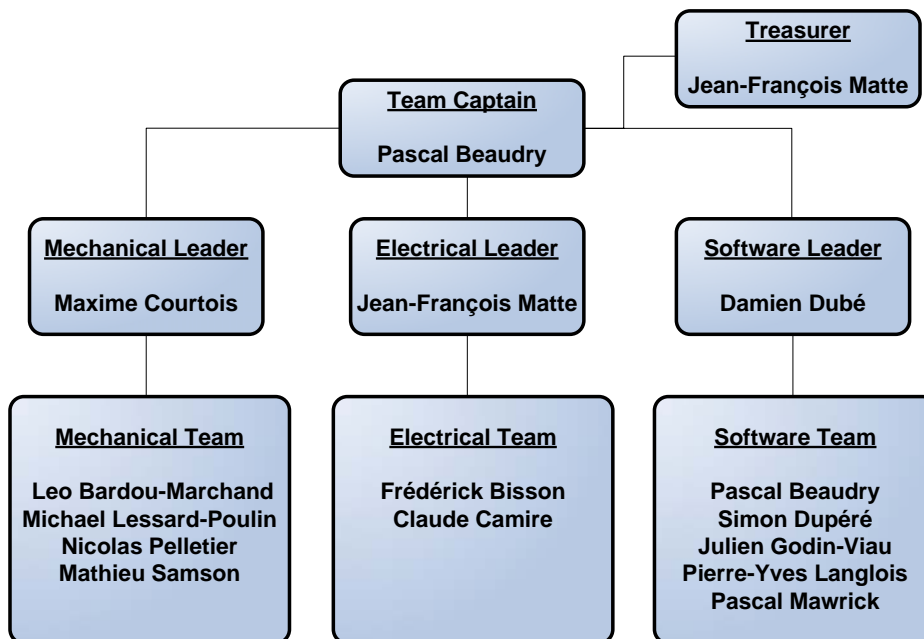 Treasurer
Jean-François Matte
Team Captain
Pascal Beaudry
Mechanical Leader
Maxime Courtois
Electrical Leader
Jean-François Matte
Software Leader
Damien Dubé
Mechanical Team
Leo Bardou-Marchand
Michael Lessard-Poulin
Nicolas Pelletier
Mathieu Samson
Electrical Team
Frédérick Bisson
Claude Camire
Software Team
Pascal Beaudry
Simon Dupéré
Julien Godin-Viau
Pierre-Yves Langlois
Pascal Mawrick